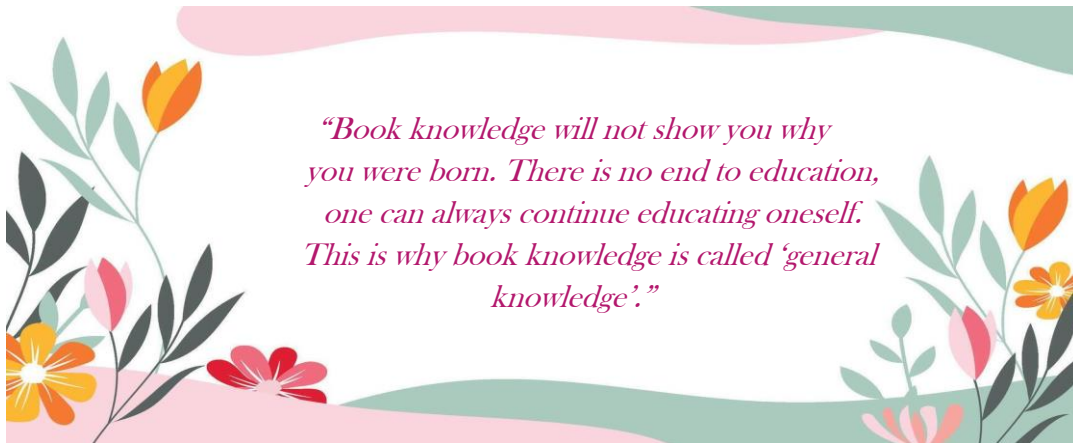 “Book knowledge will not show you why
you were born. There is no end to education,
one can always continue educating oneself.
This is why book knowledge is called ‘general
knowledge’.”